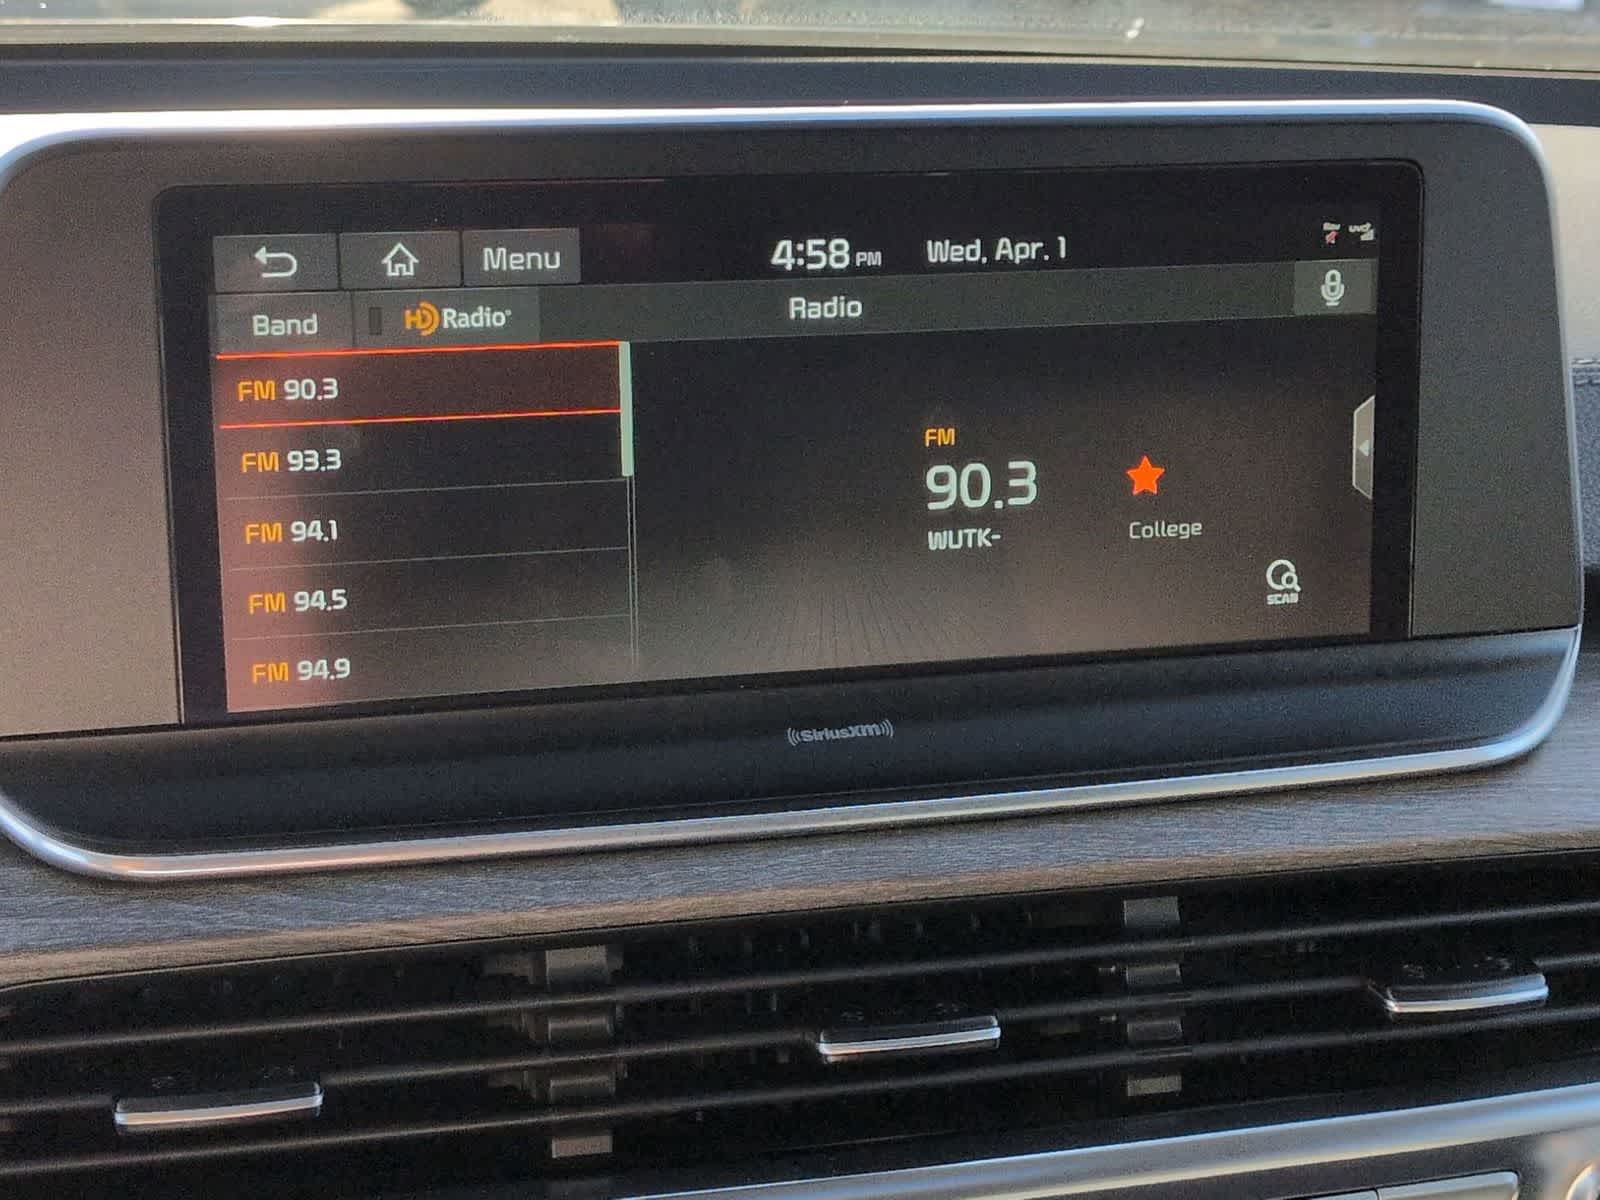 Menu 4:58 PM Wed, Apr. 1
Band HD Radio Radio
FM 90.3
FM 93.3
FM 94.1
FM 94.5
FM 94.9
FM
90.3
WUTK-
College
SCAN
((SiriusXM))